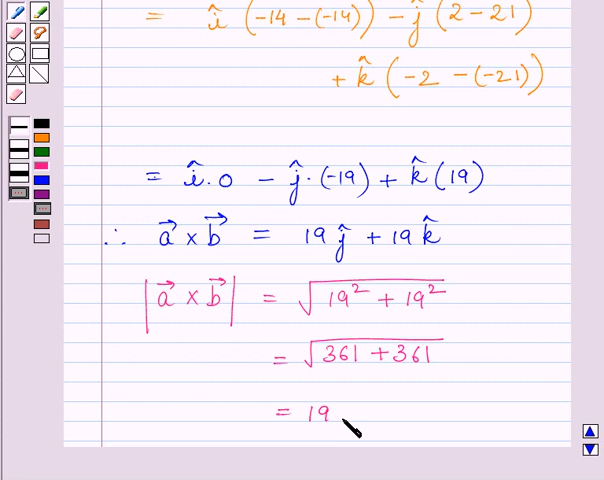 = î (-14 - (-14)) - ĵ (2 - 21)
+ k̂ (-2 - (-21))
= î . 0 - ĵ . (-19) + k̂ (19)
∴ a⃗ × b⃗ = 19 ĵ + 19 k̂
|a⃗ × b⃗| = √(19² + 19²)
= √(361 + 361)
= 19